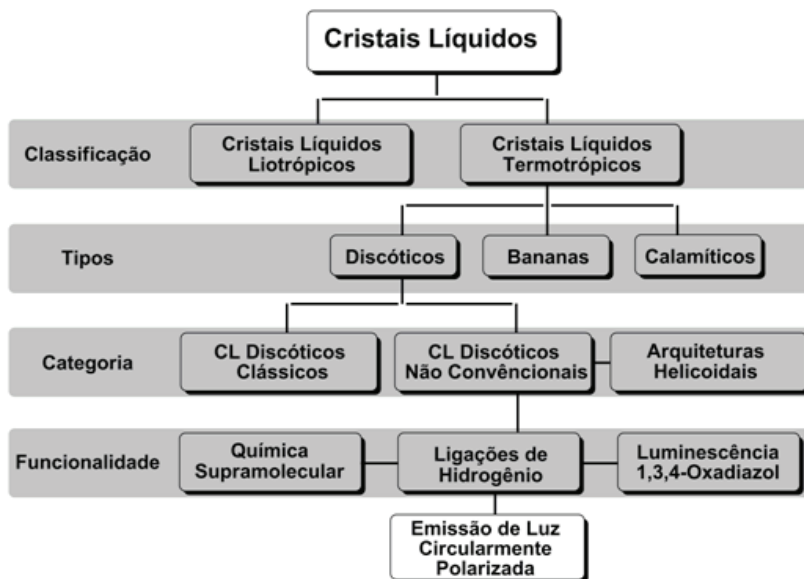 Cristais Líquidos
Classificação
Cristais Líquidos
Liotrópicos
Cristais Líquidos
Termotrópicos
Tipos
Discóticos
Bananas
Calamíticos
Categoria
CL Discóticos
Clássicos
CL Discóticos
Não Convêncionais
Arquiteturas
Helicoidais
Funcionalidade
Química
Supramolecular
Ligações de
Hidrogênio
Luminescência
1,3,4-Oxadiazol
Emissão de Luz
Circularmente
Polarizada